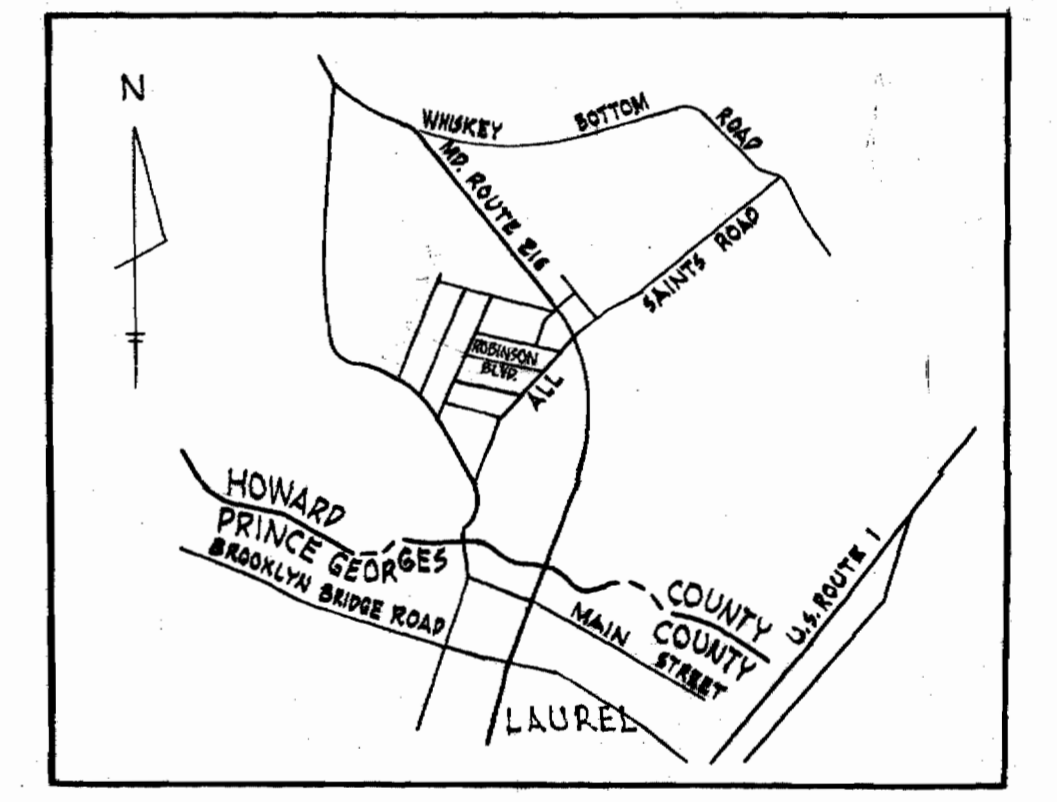 N
WHISKEY BOTTOM ROAD
MD. ROUTE 216
SAINTS ROAD
ROBINSON
BLVD.
ALL
HOWARD
PRINCE GEORGES
BROOKLYN BRIDGE ROAD
COUNTY
COUNTY
MAIN STREET
U.S. ROUTE 1
LAUREL